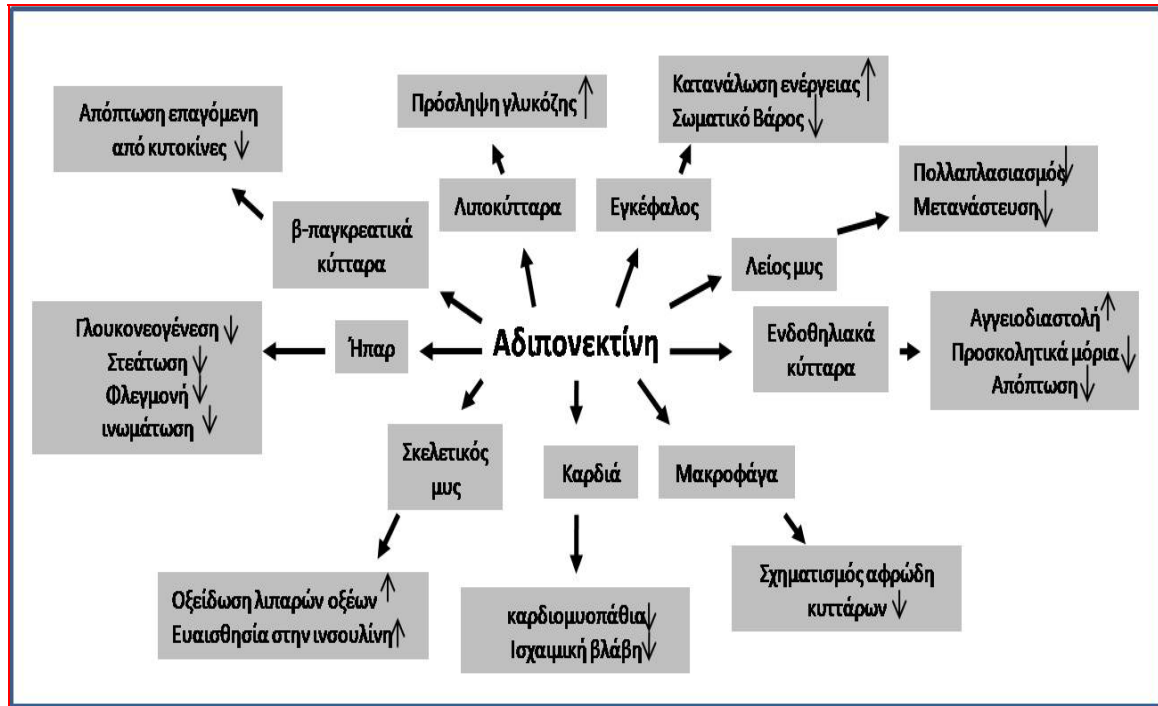 Κατανάλωση ενέργειας ↑
Σωματικό Βάρος ↓
Πρόσληψη γλυκόζης ↑
Απόπτωση επαγόμενη
από κυτοκίνες ↓
Πολλαπλασιασμός ↓
Μετανάστευση ↓
Λιποκύτταρα
Εγκέφαλος
β-παγκρεατικά
κύτταρα
Λείος μυς
Γλουκονεογένεση ↓
Στεάτωση ↓
Φλεγμονή ↓
ινωμάτωση ↓
Ήπαρ
Αδιπονεκτίνη
Ενδοθηλιακά
κύτταρα
Αγγειοδιαστολή ↑
Προσκολητικά μόρια ↓
Απόπτωση ↓
Σκελετικός
μυς
Καρδιά
Μακροφάγα
Οξείδωση λιπαρών οξέων ↑
Ευαισθησία στην ινσουλίνη ↑
καρδιομυοπάθια ↓
Ισχαιμική βλάβη ↓
Σχηματισμός αφρώδη
κυττάρων ↓